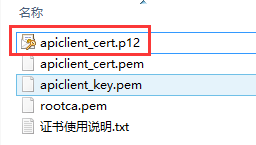 名称
apiclient_cert.p12
apiclient_cert.pem
apiclient_key.pem
rootca.pem
证书使用说明.txt